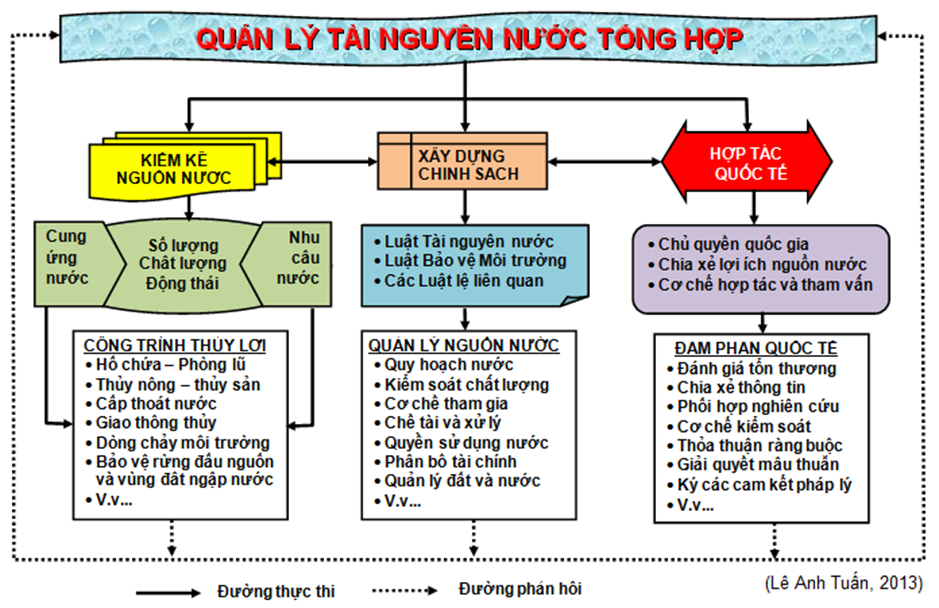 QUẢN LÝ TÀI NGUYÊN NƯỚC TỔNG HỢP
KIỂM KÊ
NGUỒN NƯỚC
XÂY DỰNG
CHÍNH SÁCH
HỢP TÁC
QUỐC TẾ
Cung
ứng
nước
Số lượng
Chất lượng
Động thái
Nhu
cầu
nước
• Luật Tài nguyên nước
• Luật Bảo vệ Môi trường
• Các Luật lệ liên quan
• Chủ quyền quốc gia
• Chia xẻ lợi ích nguồn nước
• Cơ chế hợp tác và tham vấn
CÔNG TRÌNH THỦY LỢI
• Hồ chứa – Phòng lũ
• Thủy nông – thủy sản
• Cấp thoát nước
• Giao thông thủy
• Dòng chảy môi trường
• Bảo vệ rừng đầu nguồn
và vùng đất ngập nước
• V.v...
QUẢN LÝ NGUỒN NƯỚC
• Quy hoạch nước
• Kiểm soát chất lượng
• Cơ chế tham gia
• Chế tài và xử lý
• Quyền sử dụng nước
• Phân bổ tài chính
• Quản lý đất và nước
• V.v...
ĐÀM PHÁN QUỐC TẾ
• Đánh giá tổn thương
• Chia xẻ thông tin
• Phối hợp nghiên cứu
• Cơ chế kiểm soát
• Thỏa thuận ràng buộc
• Giải quyết mâu thuẫn
• Ký các cam kết pháp lý
• V.v...
Đường thực thi
Đường phản hồi
(Lê Anh Tuấn, 2013)